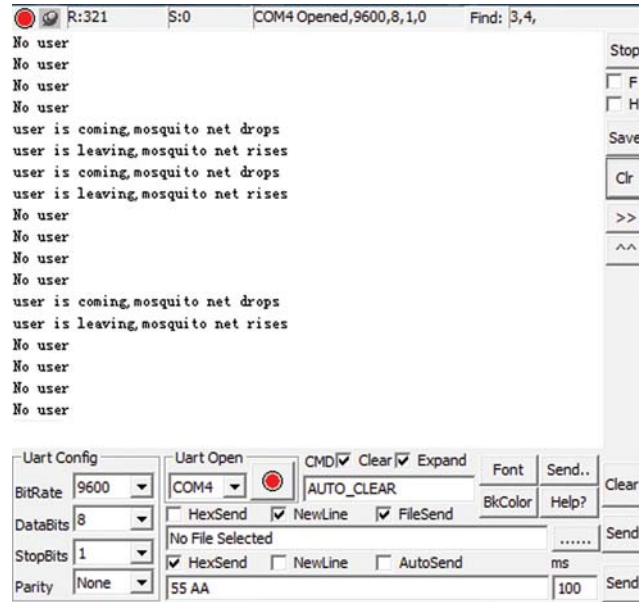 R:321 S:0 COM4 Opened,9600,8,1,0 Find: 3,4,
No user
No user
No user
No user
user is coming,mosquito net drops
user is leaving,mosquito net rises
user is coming,mosquito net drops
user is leaving,mosquito net rises
No user
No user
No user
No user
user is coming,mosquito net drops
user is leaving,mosquito net rises
No user
No user
No user
No user
Stop
F
H
Save
Clr
>>
^^
Uart Config
BitRate 9600
DataBits 8
StopBits 1
Parity None
Uart Open
COM4
CMD Clear Expand
AUTO_CLEAR
Font Send..
BkColor Help?
Clear
HexSend NewLine FileSend
No File Selected ...... Send
HexSend NewLine AutoSend ms
55 AA 100 Send